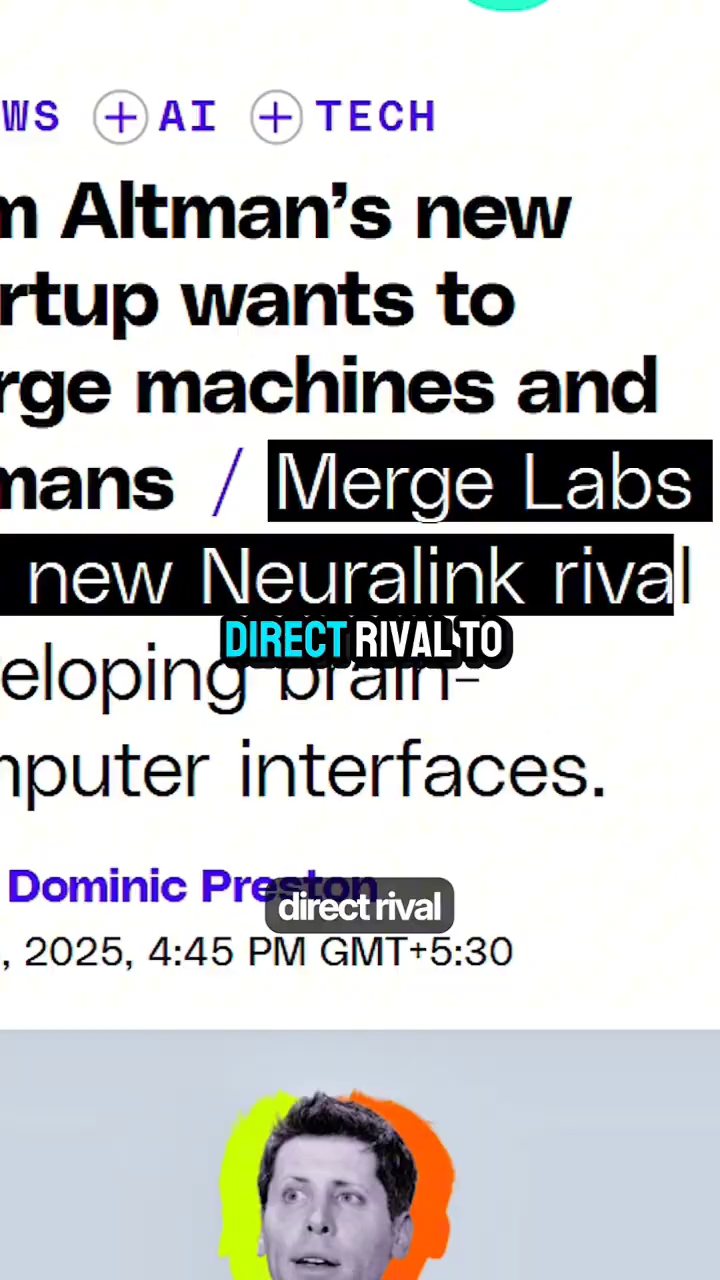 WS + AI + TECH
m Altman's new
rtup wants to
rge machines and
mans / Merge Labs
new Neuralink rival
DIRECT RIVAL TO
eloping brain-
mputer interfaces.
Dominic Preston
direct rival
, 2025, 4:45 PM GMT+5:30